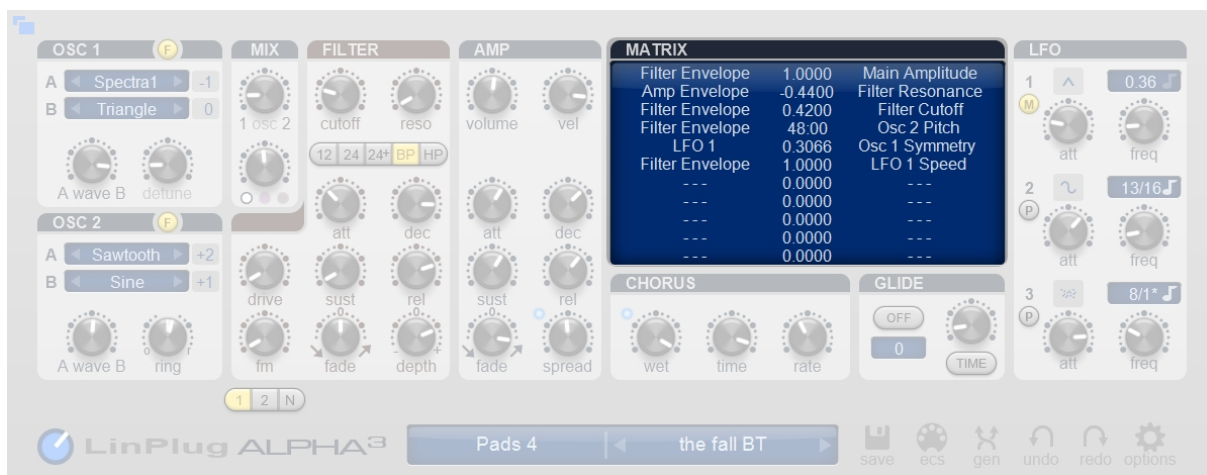 OSC 1 F
A Spectra1 -1
B Triangle 0
A wave B detune
OSC 2 F
A Sawtooth +2
B Sine +1
A wave B o ring r
MIX
1 osc 2
FILTER
cutoff reso
12 24 24+ BP HP
att dec
drive sust rel
fm 0 fade - 0 + depth
AMP
volume vel
att dec
sust rel
0 fade spread
MATRIX
Filter Envelope 1.0000 Main Amplitude
Amp Envelope -0.4400 Filter Resonance
Filter Envelope 0.4200 Filter Cutoff
Filter Envelope 48:00 Osc 2 Pitch
LFO 1 0.3066 Osc 1 Symmetry
Filter Envelope 1.0000 LFO 1 Speed
--- 0.0000 ---
--- 0.0000 ---
--- 0.0000 ---
--- 0.0000 ---
--- 0.0000 ---
CHORUS
wet time rate
GLIDE
OFF
0 TIME
LFO
1 0.36
M
att freq
2 13/16
P
att freq
3 8/1*
P
att freq
1 2 N
LinPlug ALPHA3
Pads 4 the fall BT
save ecs gen undo redo options